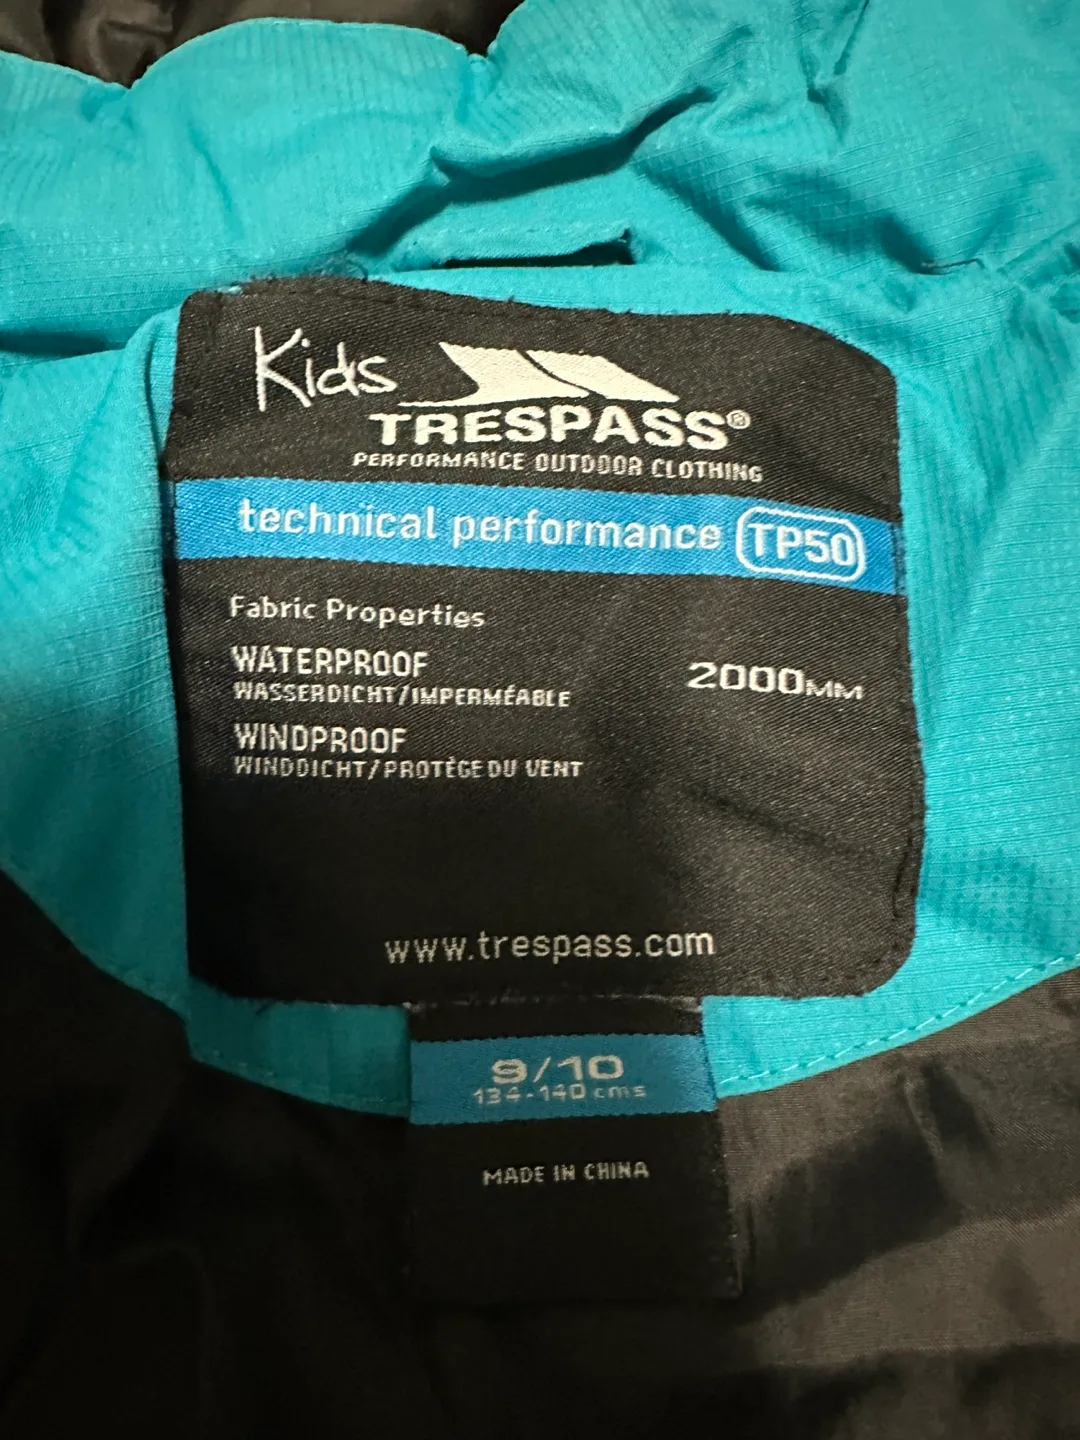 Kids
TRESPASS®
PERFORMANCE OUTDOOR CLOTHING
technical performance TP50
Fabric Properties
WATERPROOF 2000MM
WASSERDICHT/IMPERMÉABLE
WINDPROOF
WINDDICHT/PROTÈGE DU VENT
www.trespass.com
9/10
134-140 cms
MADE IN CHINA